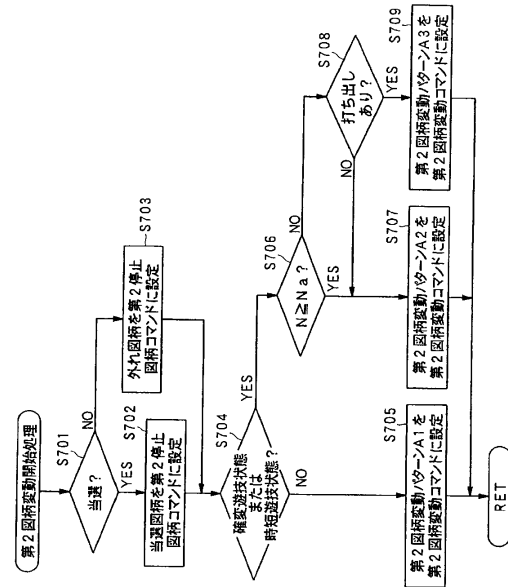 第2図柄変動開始処理
S701
当選?
NO
YES
S702
当選図柄を第2停止
図柄コマンドに設定
S703
外れ図柄を第2停止
図柄コマンドに設定
S704
確変遊技状態
または
時短遊技状態?
YES
NO
S705
第2図柄変動パターンA1を
第2図柄変動コマンドに設定
S706
N≧Na?
NO
YES
S707
第2図柄変動パターンA2を
第2図柄変動コマンドに設定
S708
打ち出し
あり?
NO
YES
S709
第2図柄変動パターンA3を
第2図柄変動コマンドに設定
RET